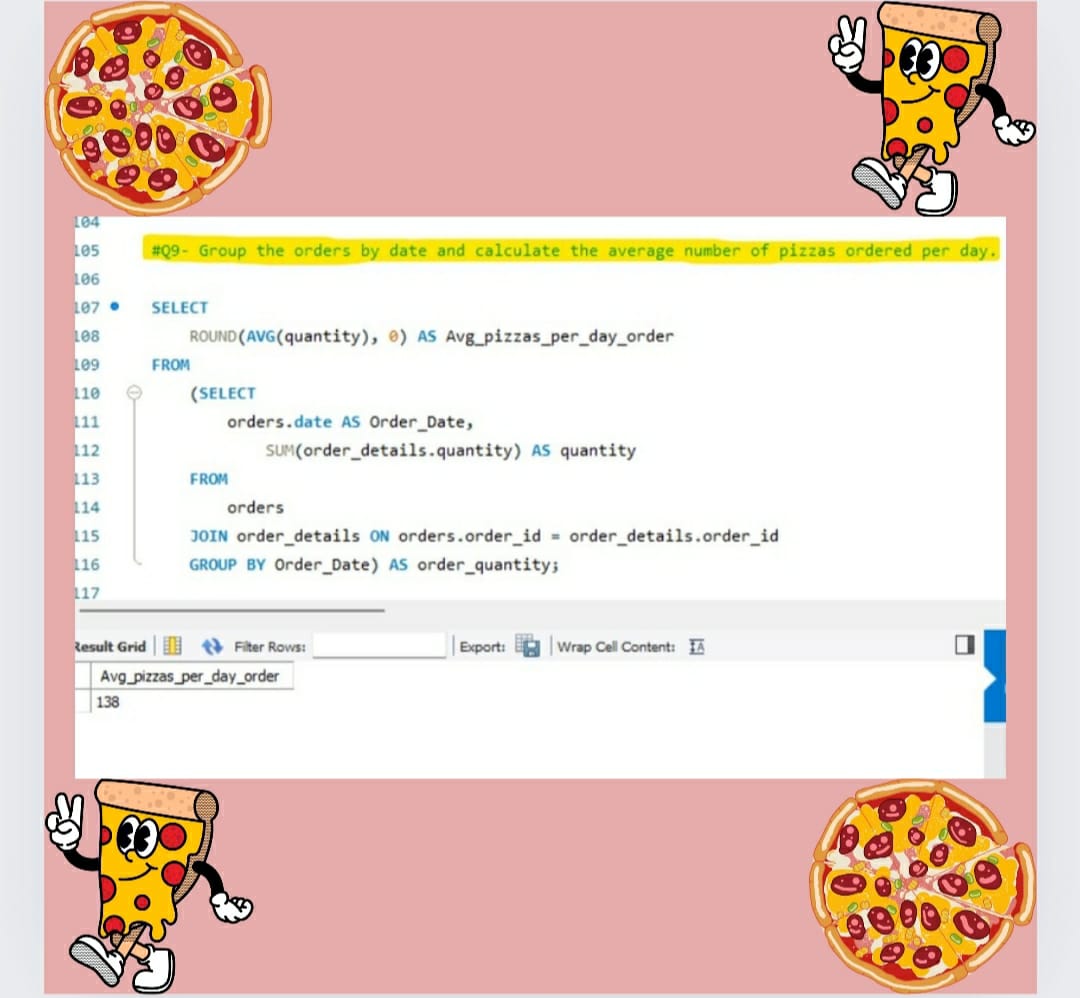 104
105 #Q9- Group the orders by date and calculate the average number of pizzas ordered per day.
106
107 SELECT
108 ROUND(AVG(quantity), 0) AS Avg_pizzas_per_day_order
109 FROM
110 (SELECT
111 orders.date AS Order_Date,
112 SUM(order_details.quantity) AS quantity
113 FROM
114 orders
115 JOIN order_details ON orders.order_id = order_details.order_id
116 GROUP BY Order_Date) AS order_quantity;
117
Result Grid Filter Rows: Export: Wrap Cell Content: IA
Avg_pizzas_per_day_order
138